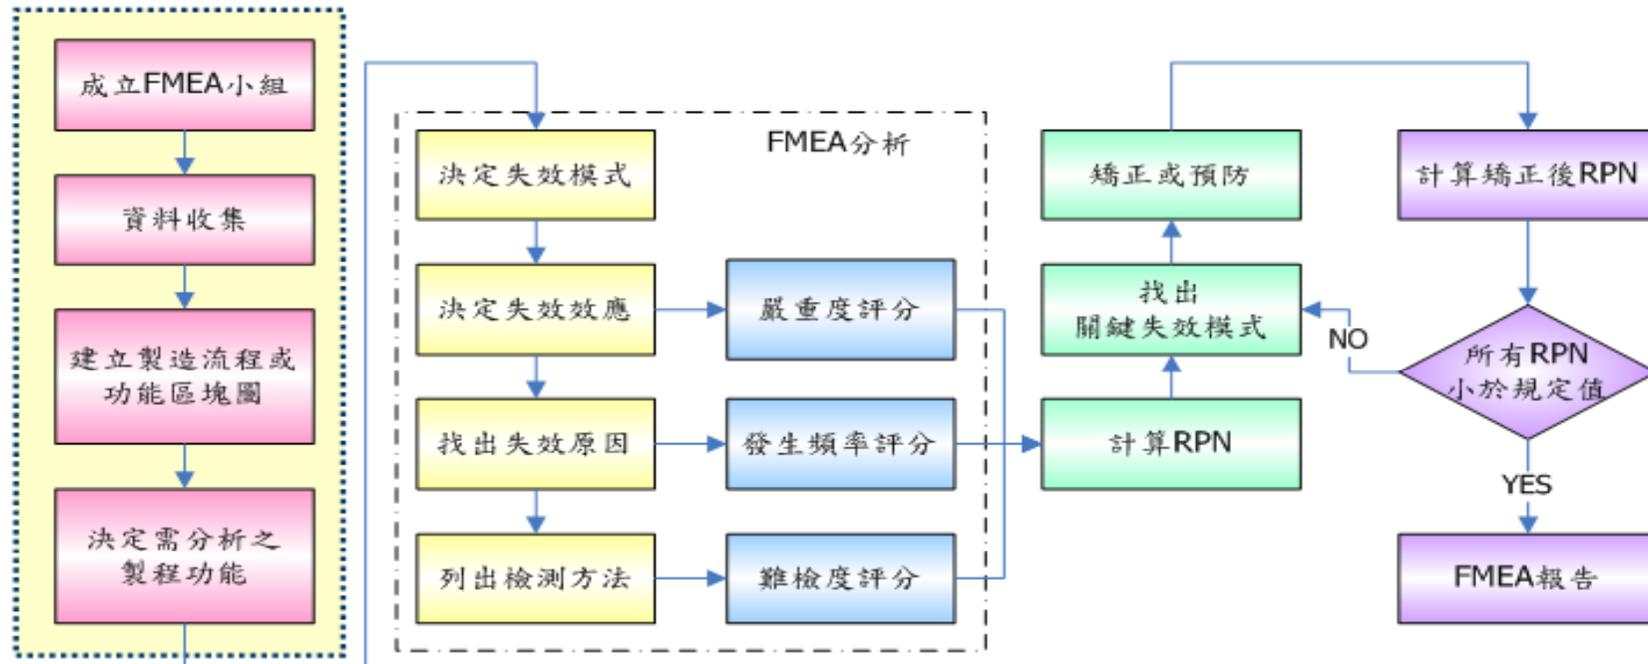 成立FMEA小組
資料收集
建立製造流程或
功能區塊圖
決定需分析之
製程功能
FMEA分析
決定失效模式
決定失效效應
嚴重度評分
找出失效原因
發生頻率評分
列出檢測方法
難檢度評分
計算RPN
找出
關鍵失效模式
矯正或預防
計算矯正後RPN
所有RPN
小於規定值
NO
YES
FMEA報告